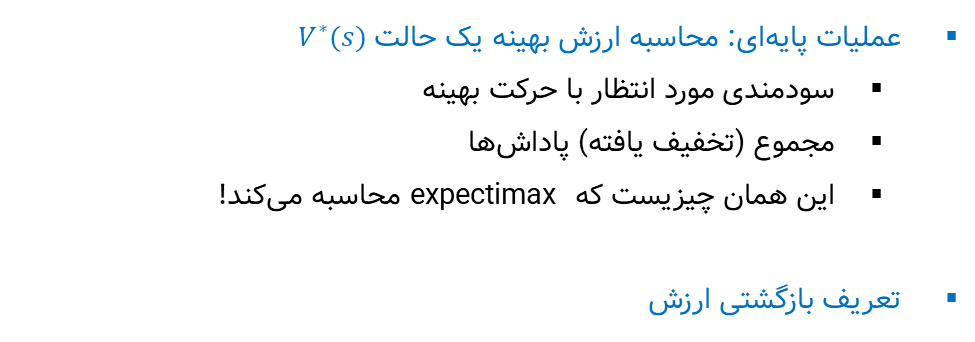 ▪ عملیات پایه‌ای: محاسبه ارزش بهینه یک حالت V*(s)
▪ سودمندی مورد انتظار با حرکت بهینه
▪ مجموع (تخفیف یافته) پاداش‌ها
▪ این همان چیزیست که expectimax محاسبه می‌کند!
▪ تعریف بازگشتی ارزش